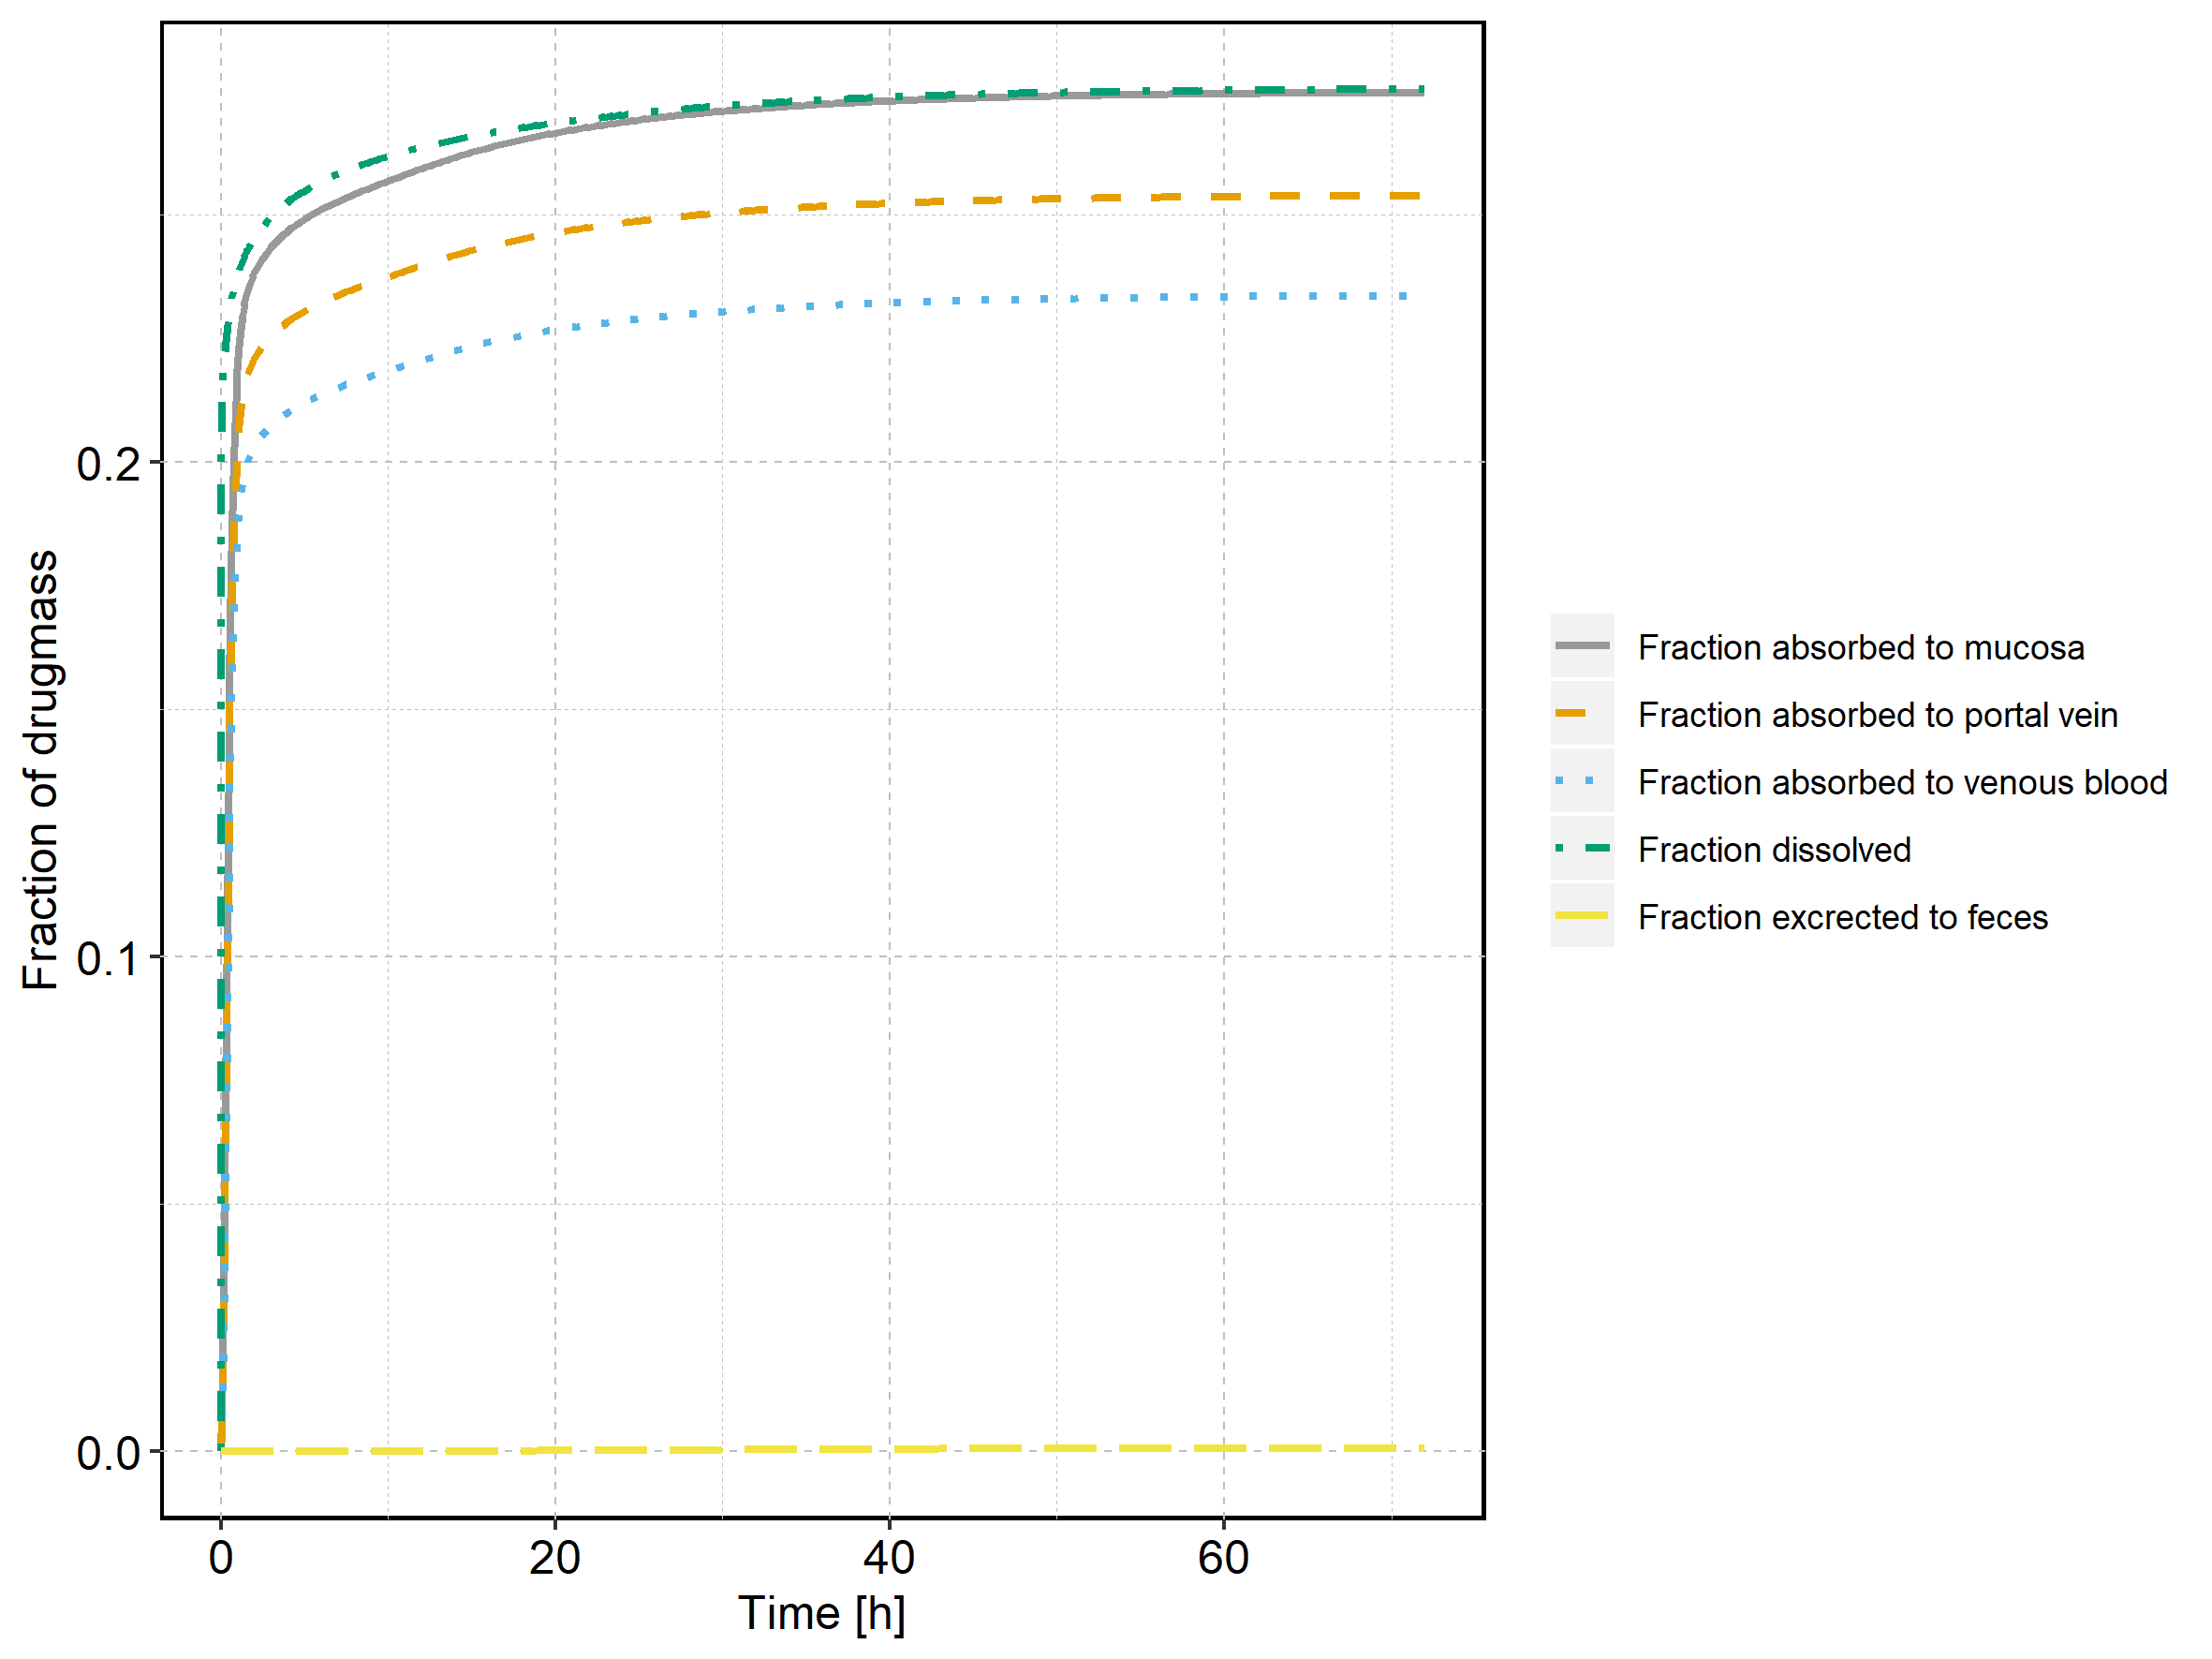 Fraction of drugmass
0.2
0.1
0.0
0 20 40 60
Time [h]
Fraction absorbed to mucosa
Fraction absorbed to portal vein
Fraction absorbed to venous blood
Fraction dissolved
Fraction excrected to feces